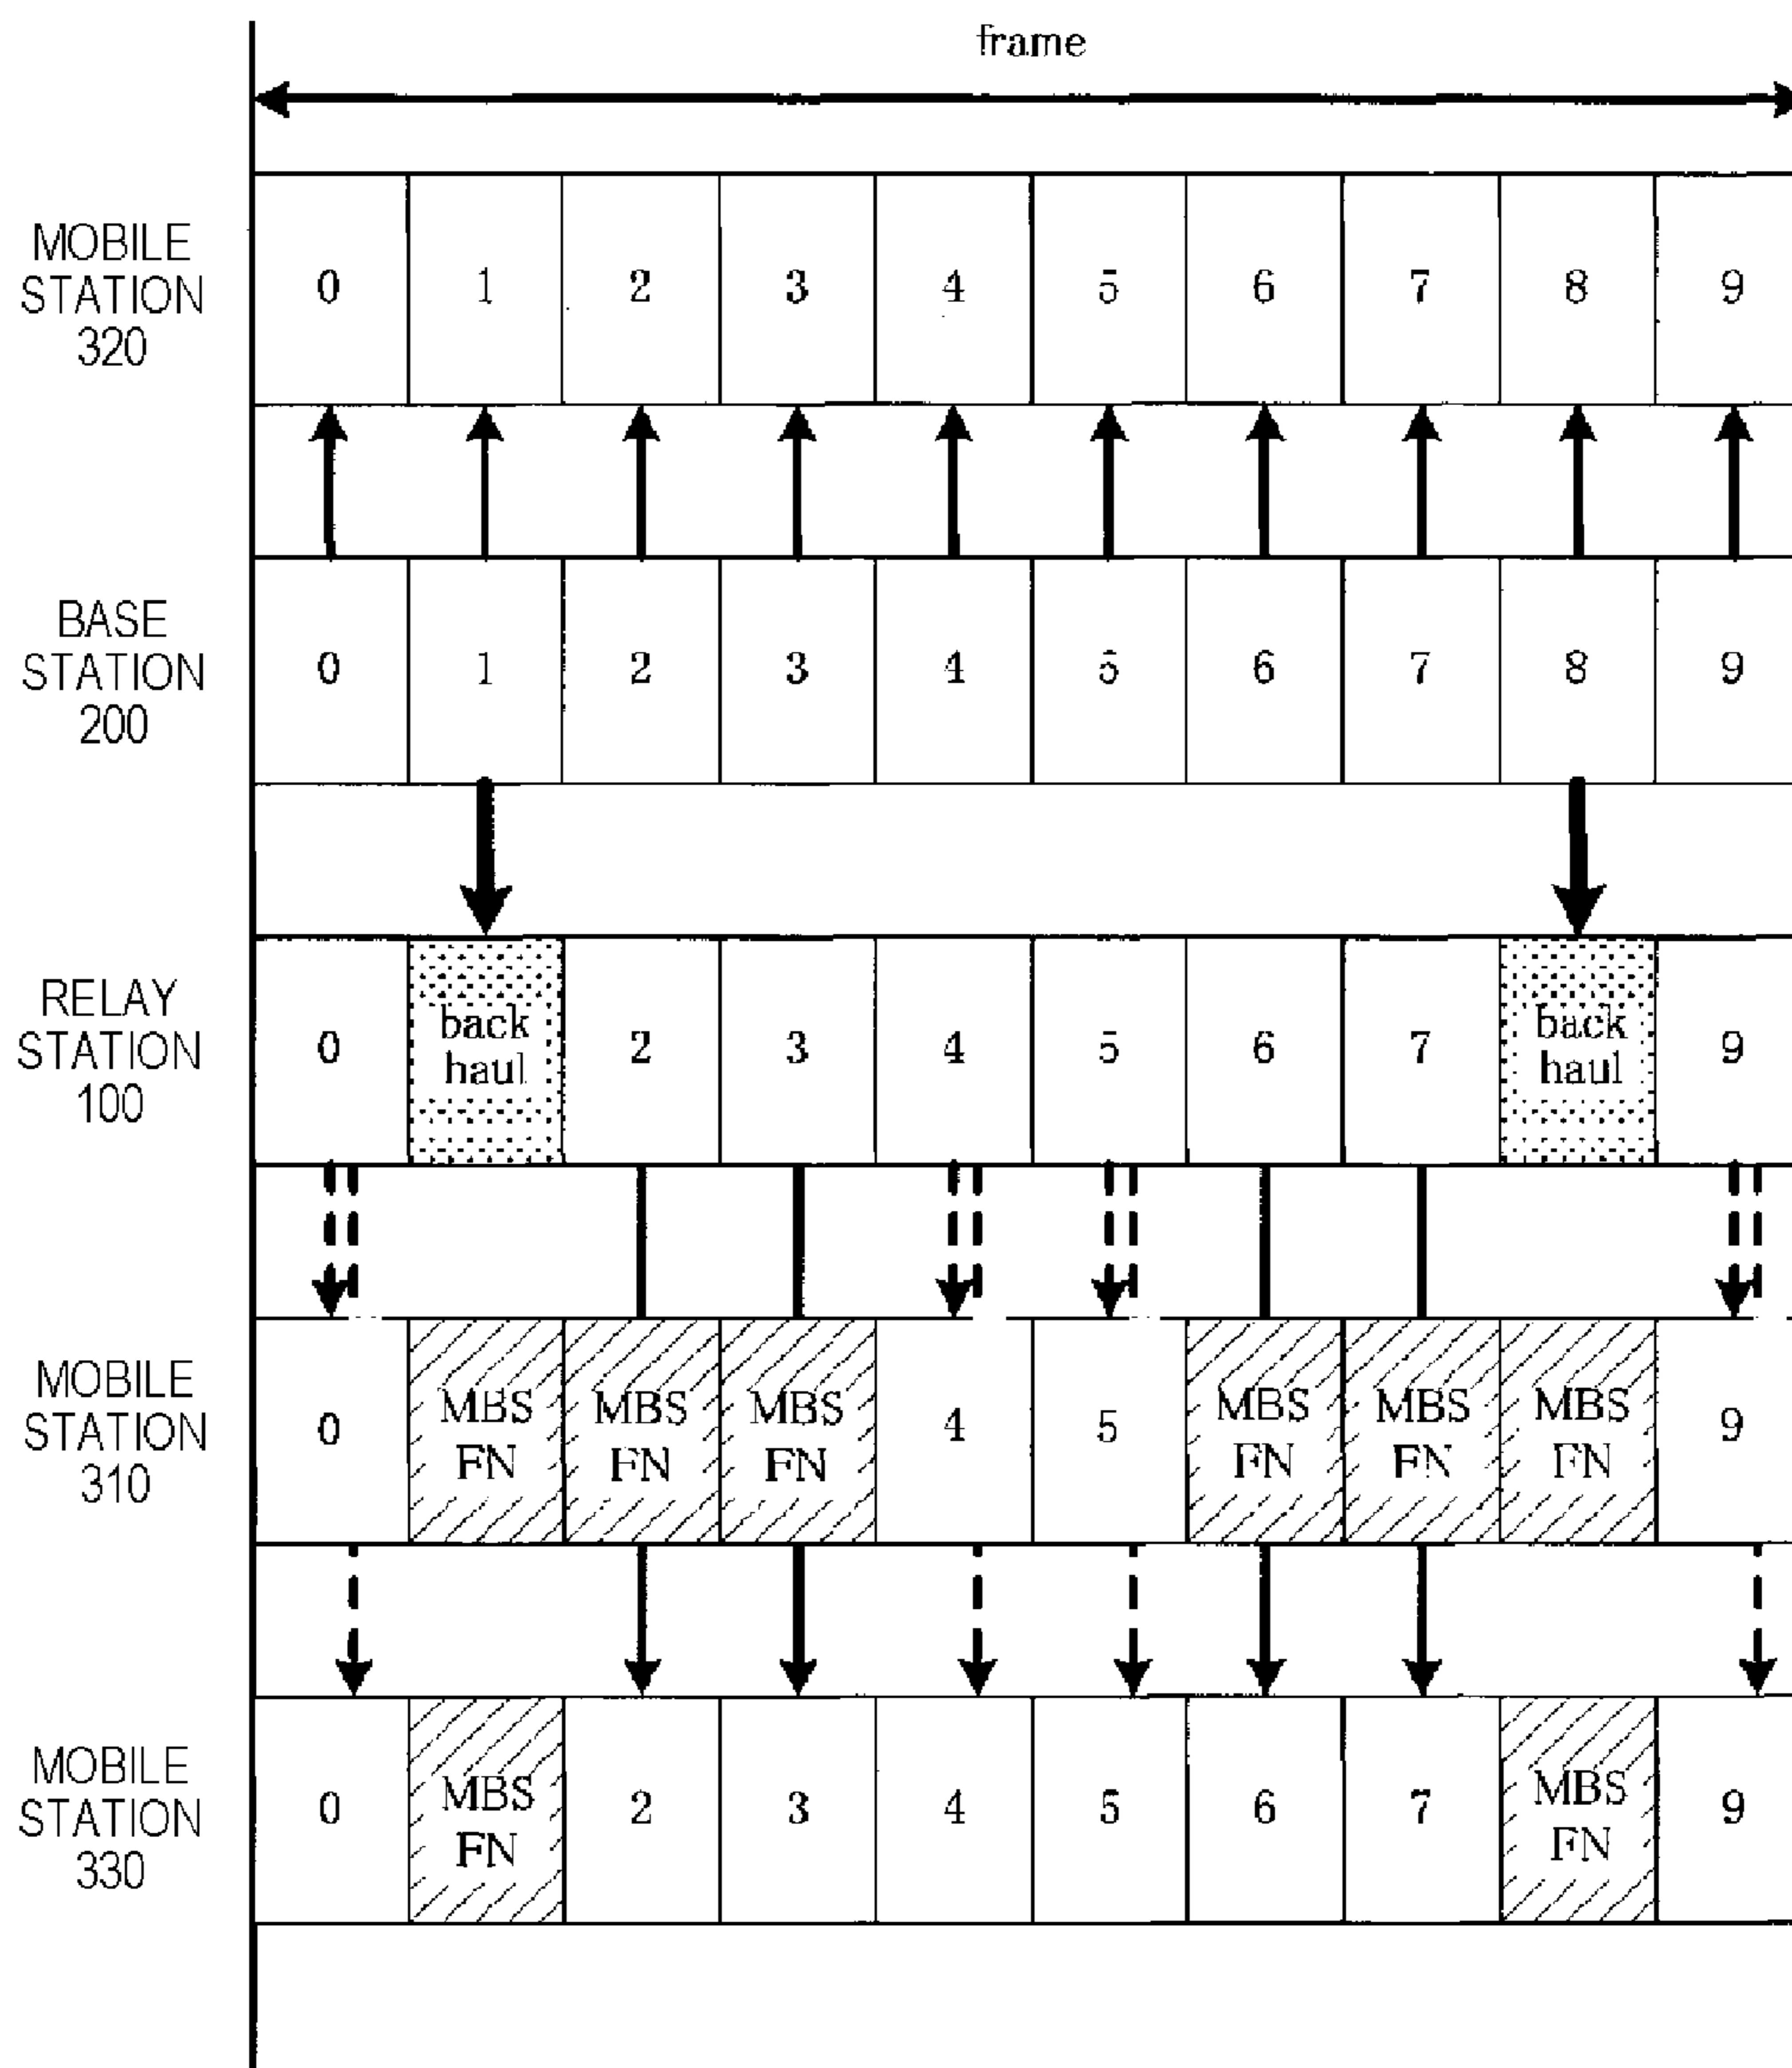 frame
MOBILE
STATION
320
0 1 2 3 4 5 6 7 8 9
BASE
STATION
200
0 1 2 3 4 5 6 7 8 9
RELAY
STATION
100
0 back haul 2 3 4 5 6 7 back haul 9
MOBILE
STATION
310
0 MBS FN MBS FN MBS FN 4 5 MBS FN MBS FN MBS FN 9
MOBILE
STATION
330
0 MBS FN 2 3 4 5 6 7 MBS FN 9